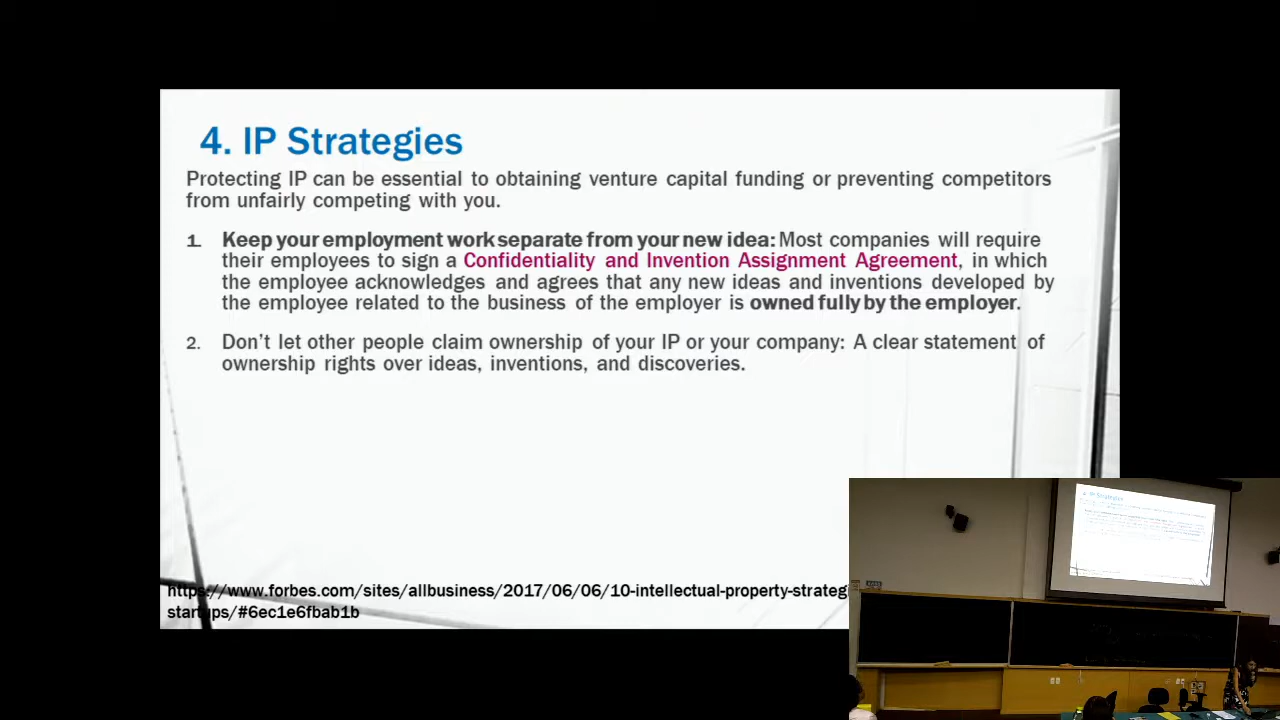 4. IP Strategies
Protecting IP can be essential to obtaining venture capital funding or preventing competitors
from unfairly competing with you.
1. Keep your employment work separate from your new idea: Most companies will require
their employees to sign a Confidentiality and Invention Assignment Agreement, in which
the employee acknowledges and agrees that any new ideas and inventions developed by
the employee related to the business of the employer is owned fully by the employer.
2. Don't let other people claim ownership of your IP or your company: A clear statement of
ownership rights over ideas, inventions, and discoveries.
https://www.forbes.com/sites/allbusiness/2017/06/06/10-intellectual-property-strategi
startups/#6ec1e6fbab1b
4. IP Strategies